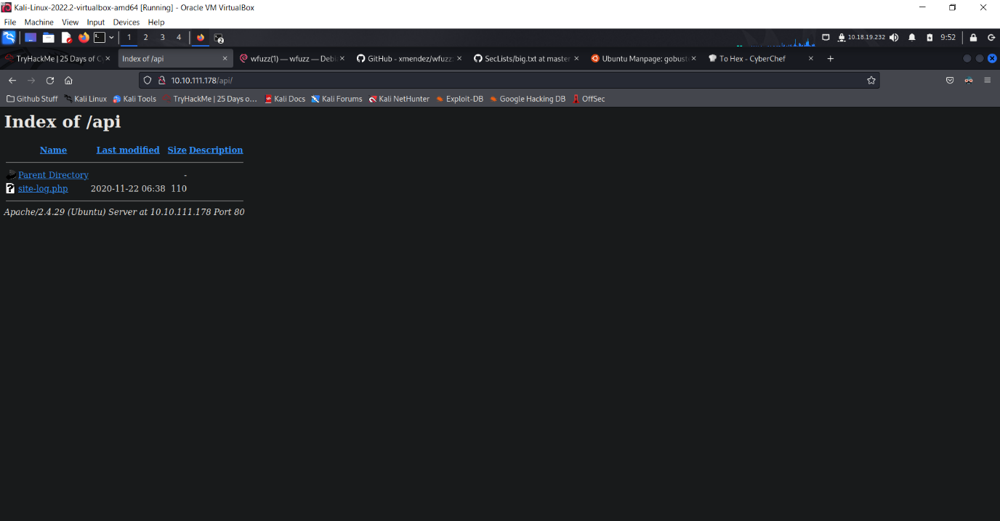 Kali-Linux-2022.2-virtualbox-amd64 [Running] - Oracle VM VirtualBox
File Machine View Input Devices Help
1 2 3 4 2 10.18.19.232 9:52
TryHackMe | 25 Days of Cy Index of /api wfuzz(1) — wfuzz — Debi GitHub - xmendez/wfuzz: SecLists/big.txt at master Ubuntu Manpage: gobust To Hex - CyberChef
10.10.111.178/api/
Github Stuff Kali Linux Kali Tools TryHackMe | 25 Days o... Kali Docs Kali Forums Kali NetHunter Exploit-DB Google Hacking DB OffSec
Index of /api
Name Last modified Size Description
Parent Directory -
site-log.php 2020-11-22 06:38 110
Apache/2.4.29 (Ubuntu) Server at 10.10.111.178 Port 80